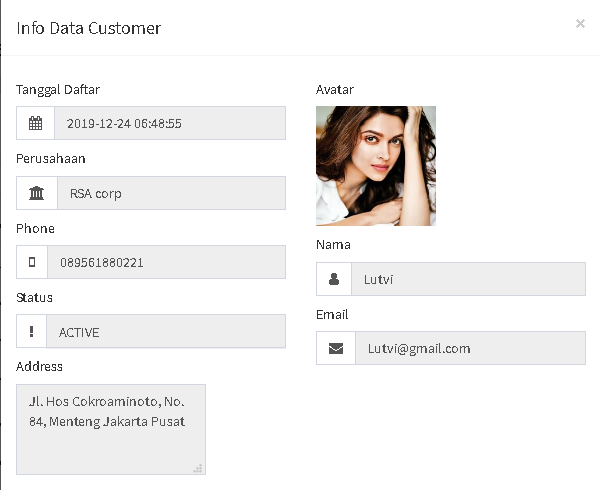 Info Data Customer
×
Tanggal Daftar
2019-12-24 06:48:55
Perusahaan
RSA corp
Phone
089561880221
Status
ACTIVE
Address
Jl. Hos Cokroaminoto, No.
84, Menteng Jakarta Pusat
Avatar
Nama
Lutvi
Email
Lutvi@gmail.com